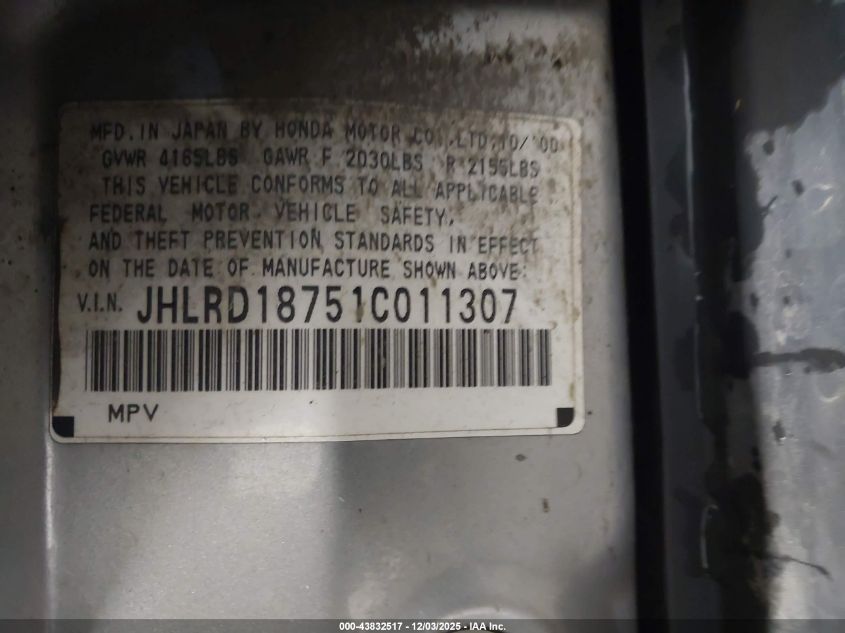 MFD. IN JAPAN BY HONDA MOTOR CO., LTD. 10/'00
GVWR 4165LBS GAWR F 2030LBS R 2155LBS
THIS VEHICLE CONFORMS TO ALL APPLICABLE
FEDERAL MOTOR VEHICLE SAFETY,
AND THEFT PREVENTION STANDARDS IN EFFECT
ON THE DATE OF MANUFACTURE SHOWN ABOVE:
V.I.N. JHLRD18751C011307
MPV
000-43832517 - 12/03/2025 - IAA Inc.